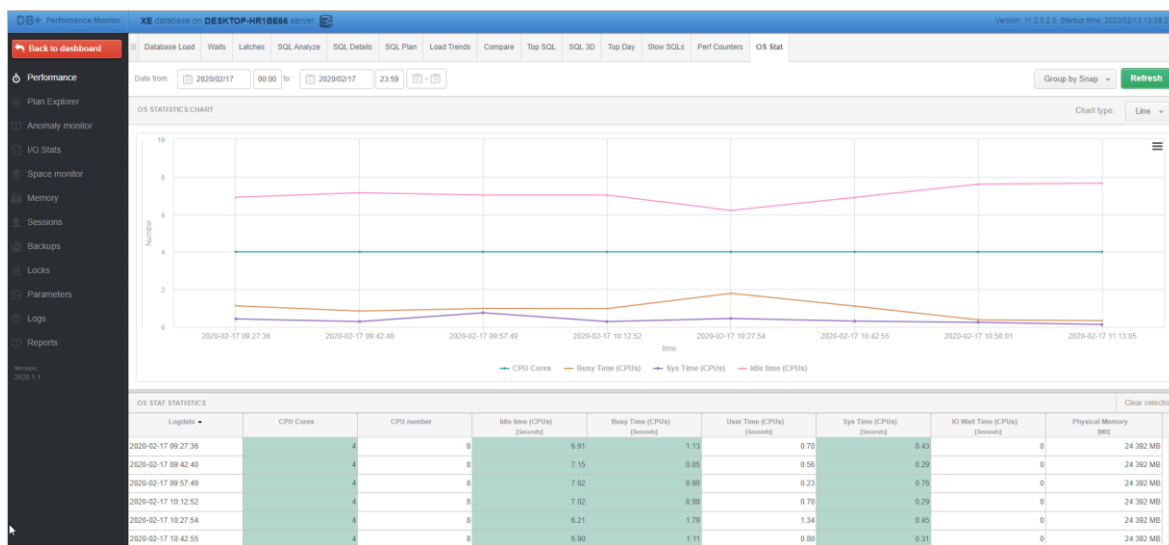 DB+ Performance Monitor
XE database on DESKTOP-HR1BE66 server
Version: 11.2.0.2.0 Startup time: 2020/02/13 13:06:2
Back to dashboard
Performance
Plan Explorer
Anomaly monitor
I/O Stats
Space monitor
Memory
Sessions
Backups
Locks
Parameters
Logs
Reports
Version:
2020.1.1
Database Load Waits Latches SQL Analyze SQL Details SQL Plan Load Trends Compare Top SQL SQL 3D Top Day Slow SQLs Perf Counters OS Stat
Date from: 2020/02/17 00:00 to: 2020/02/17 23:59
Group by Snap
Refresh
OS STATISTICS CHART
Chart type: Line
10
8
6
4
2
0
Number
2020-02-17 09:27:36 2020-02-17 09:42:40 2020-02-17 09:57:49 2020-02-17 10:12:52 2020-02-17 10:27:54 2020-02-17 10:42:55 2020-02-17 10:58:01 2020-02-17 11:13:05
time
CPU Cores Busy Time (CPUs) Sys Time (CPUs) Idle time (CPUs)
OS STAT STATISTICS
Clear selectio
Logdate CPU Cores CPU number Idle time (CPUs) Busy Time (CPUs) User Time (CPUs) Sys Time (CPUs) IO Wait Time (CPUs) Physical Memory
[Seconds] [Seconds] [Seconds] [Seconds] [Seconds] [MB]
2020-02-17 09:27:36 4 8 6.91 1.13 0.70 0.43 0 24 392 MB
2020-02-17 09:42:40 4 8 7.15 0.85 0.56 0.29 0 24 392 MB
2020-02-17 09:57:49 4 8 7.02 0.99 0.23 0.76 0 24 392 MB
2020-02-17 10:12:52 4 8 7.02 0.98 0.70 0.29 0 24 392 MB
2020-02-17 10:27:54 4 8 6.21 1.79 1.34 0.45 0 24 392 MB
2020-02-17 10:42:55 4 8 6.90 1.11 0.80 0.31 0 24 392 MB